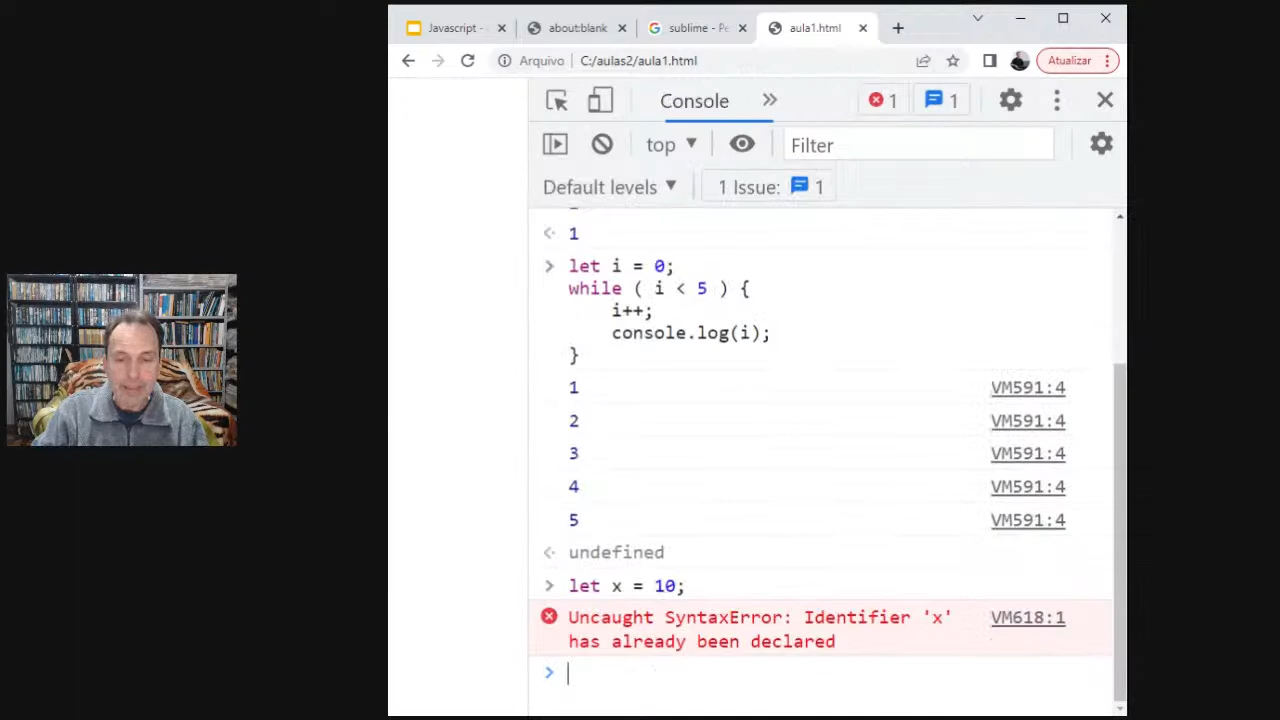 Javascript -
about:blank
sublime - Pe
aula1.html
Arquivo
C:/aulas2/aula1.html
Atualizar
Console
1
1
top
Filter
Default levels
1 Issue:
1
1
let i = 0;
while ( i < 5 ) {
i++;
console.log(i);
}
1
VM591:4
2
VM591:4
3
VM591:4
4
VM591:4
5
VM591:4
undefined
let x = 10;
Uncaught SyntaxError: Identifier 'x'
VM618:1
has already been declared